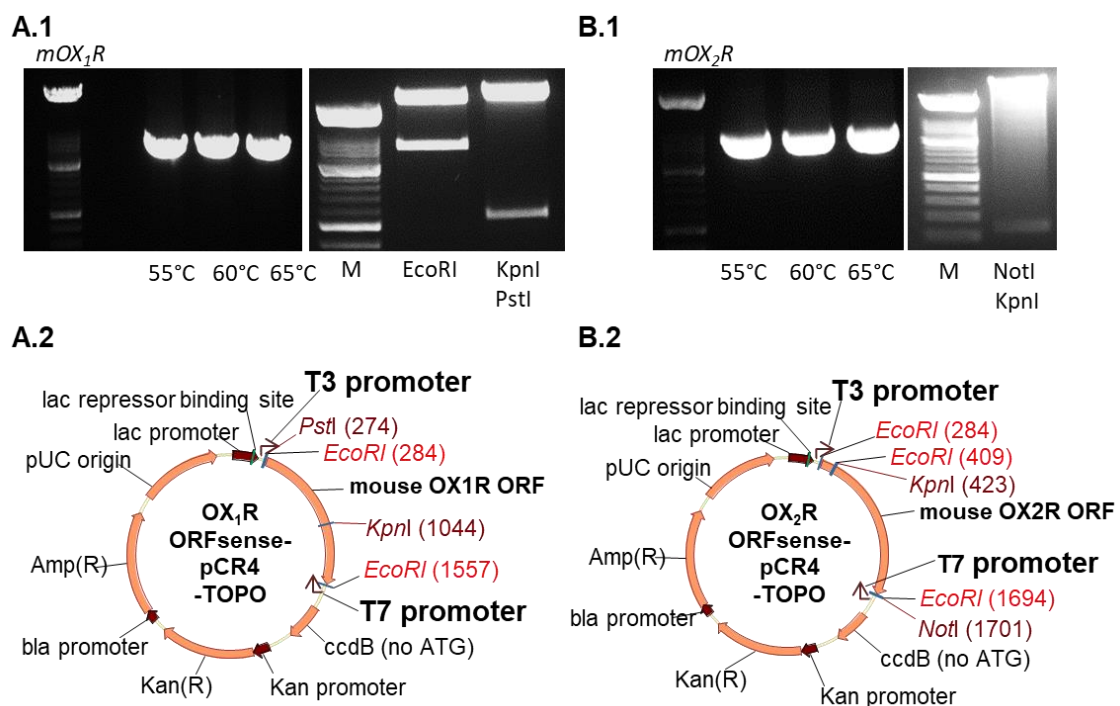 A.1
mOX1R
55°C 60°C 65°C
M
EcoRI
KpnI
PstI
B.1
mOX2R
55°C 60°C 65°C
M
NotI
KpnI
A.2
T3 promoter
lac repressor binding site
lac promoter
PstI (274)
EcoRI (284)
pUC origin
mouse OX1R ORF
OX1R
ORFsense-
pCR4
-TOPO
KpnI (1044)
Amp(R)
EcoRI (1557)
T7 promoter
bla promoter
ccdB (no ATG)
Kan(R)
Kan promoter
B.2
T3 promoter
lac repressor binding site
lac promoter
EcoRI (284)
EcoRI (409)
pUC origin
KpnI (423)
mouse OX2R ORF
OX2R
ORFsense-
pCR4
-TOPO
Amp(R)
T7 promoter
EcoRI (1694)
bla promoter
NotI (1701)
ccdB (no ATG)
Kan(R)
Kan promoter